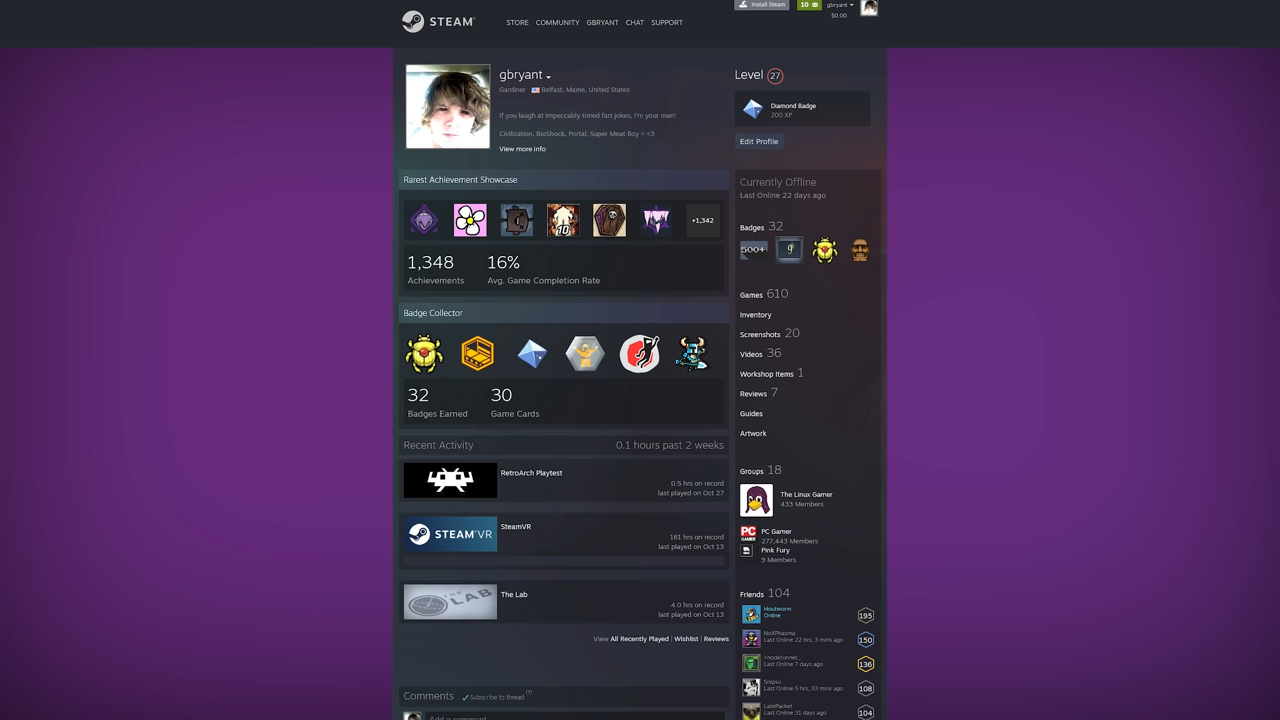 STEAM
STORE COMMUNITY GBRYANT CHAT SUPPORT
Install Steam
10
gbryant
$0.00
gbryant
Gardiner Belfast, Maine, United States
If you laugh at impeccably timed fart jokes, I'm your man!
Civilization, BioShock, Portal, Super Meat Boy = <3
View more info
Level 27
Diamond Badge
200 XP
Edit Profile
Rarest Achievement Showcase
10
+1,342
1,348 16%
Achievements Avg. Game Completion Rate
Badge Collector
32 30
Badges Earned Game Cards
Recent Activity 0.1 hours past 2 weeks
RetroArch Playtest
0.5 hrs on record
last played on Oct 27
STEAM VR
SteamVR
161 hrs on record
last played on Oct 13
THE LAB
The Lab
4.0 hrs on record
last played on Oct 13
View All Recently Played | Wishlist | Reviews
Comments Subscribe to thread (?)
Add a comment
Currently Offline
Last Online 22 days ago
Badges 32
500+
Games 610
Inventory
Screenshots 20
Videos 36
Workshop Items 1
Reviews 7
Guides
Artwork
Groups 18
The Linux Gamer
433 Members
PC GAMER
PC Gamer
277,443 Members
Pink Fury
9 Members
Friends 104
Houtworm
Online
195
NoXPhasma
Last Online 22 hrs, 3 mins ago
150
Last Online 7 days ago
136
Srepsu
Last Online 5 hrs, 33 mins ago
108
LatePacket
Last Online 31 days ago
104